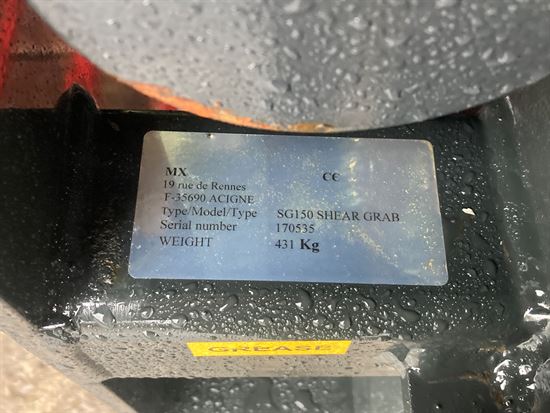 MX CE
19 rue de Rennes
F-35690 ACIGNE
Type/Model/Type SG150 SHEAR GRAB
Serial number 170535
WEIGHT 431 Kg
GREASE